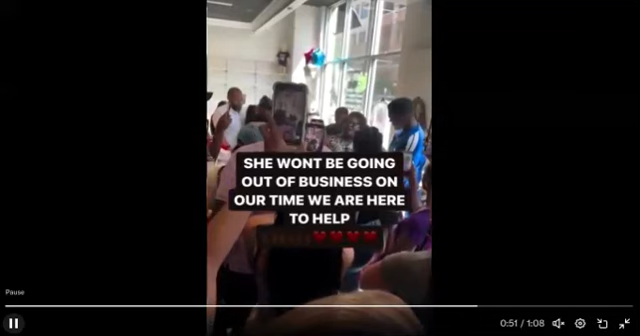 SHE WONT BE GOING
OUT OF BUSINESS ON
OUR TIME WE ARE HERE
TO HELP
Pause
0:51 / 1:08